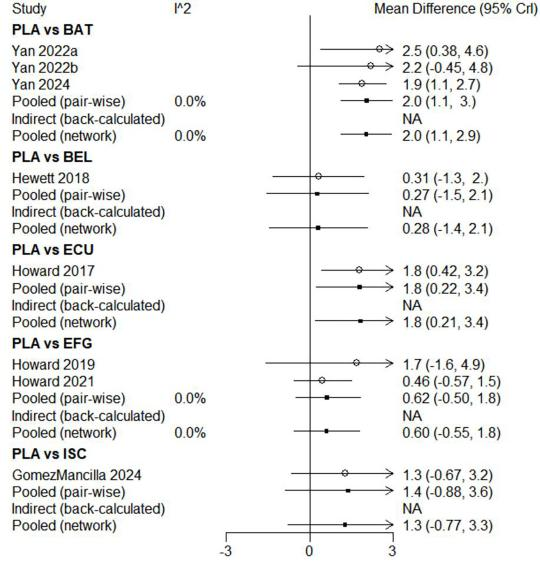 Study I^2 Mean Difference (95% CrI)
PLA vs BAT
Yan 2022a 2.5 (0.38, 4.6)
Yan 2022b 2.2 (-0.45, 4.8)
Yan 2024 1.9 (1.1, 2.7)
Pooled (pair-wise) 0.0% 2.0 (1.1, 3.)
Indirect (back-calculated) NA
Pooled (network) 0.0% 2.0 (1.1, 2.9)
PLA vs BEL
Hewett 2018 0.31 (-1.3, 2.)
Pooled (pair-wise) 0.27 (-1.5, 2.1)
Indirect (back-calculated) NA
Pooled (network) 0.28 (-1.4, 2.1)
PLA vs ECU
Howard 2017 1.8 (0.42, 3.2)
Pooled (pair-wise) 1.8 (0.22, 3.4)
Indirect (back-calculated) NA
Pooled (network) 1.8 (0.21, 3.4)
PLA vs EFG
Howard 2019 1.7 (-1.6, 4.9)
Howard 2021 0.46 (-0.57, 1.5)
Pooled (pair-wise) 0.0% 0.62 (-0.50, 1.8)
Indirect (back-calculated) NA
Pooled (network) 0.0% 0.60 (-0.55, 1.8)
PLA vs ISC
GomezMancilla 2024 1.3 (-0.67, 3.2)
Pooled (pair-wise) 1.4 (-0.88, 3.6)
Indirect (back-calculated) NA
Pooled (network) 1.3 (-0.77, 3.3)
-3 0 3